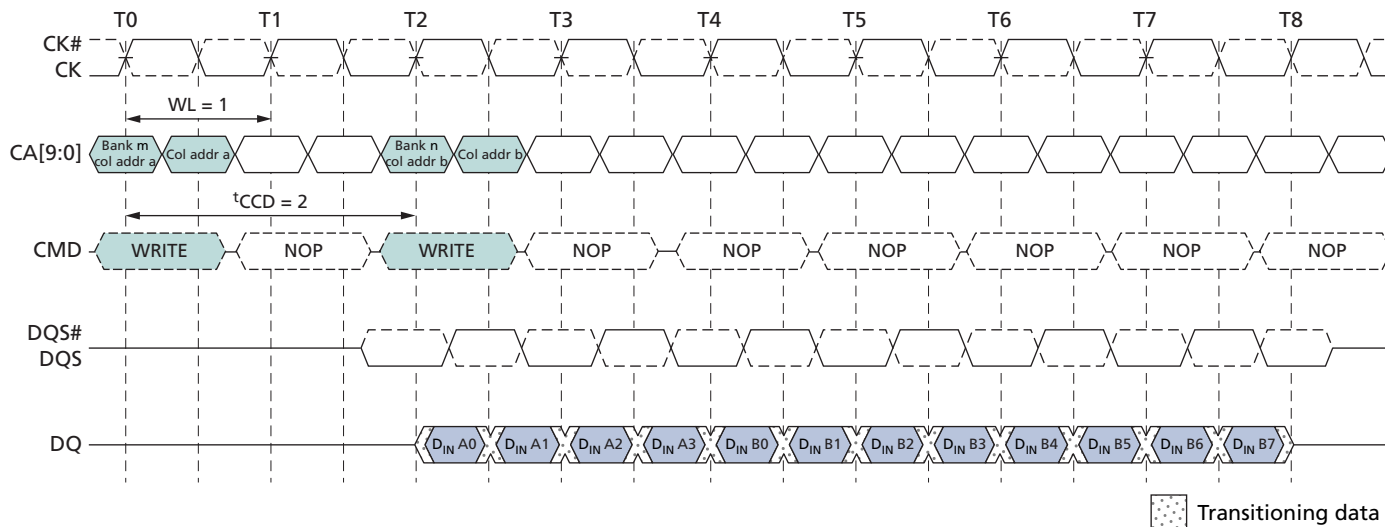 T0 T1 T2 T3 T4 T5 T6 T7 T8
CK#
CK
WL = 1
CA[9:0] Bank m col addr a Col addr a Bank n col addr b Col addr b
tCCD = 2
CMD WRITE NOP WRITE NOP NOP NOP NOP NOP NOP
DQS#
DQS
DQ DIN A0 DIN A1 DIN A2 DIN A3 DIN B0 DIN B1 DIN B2 DIN B3 DIN B4 DIN B5 DIN B6 DIN B7
Transitioning data